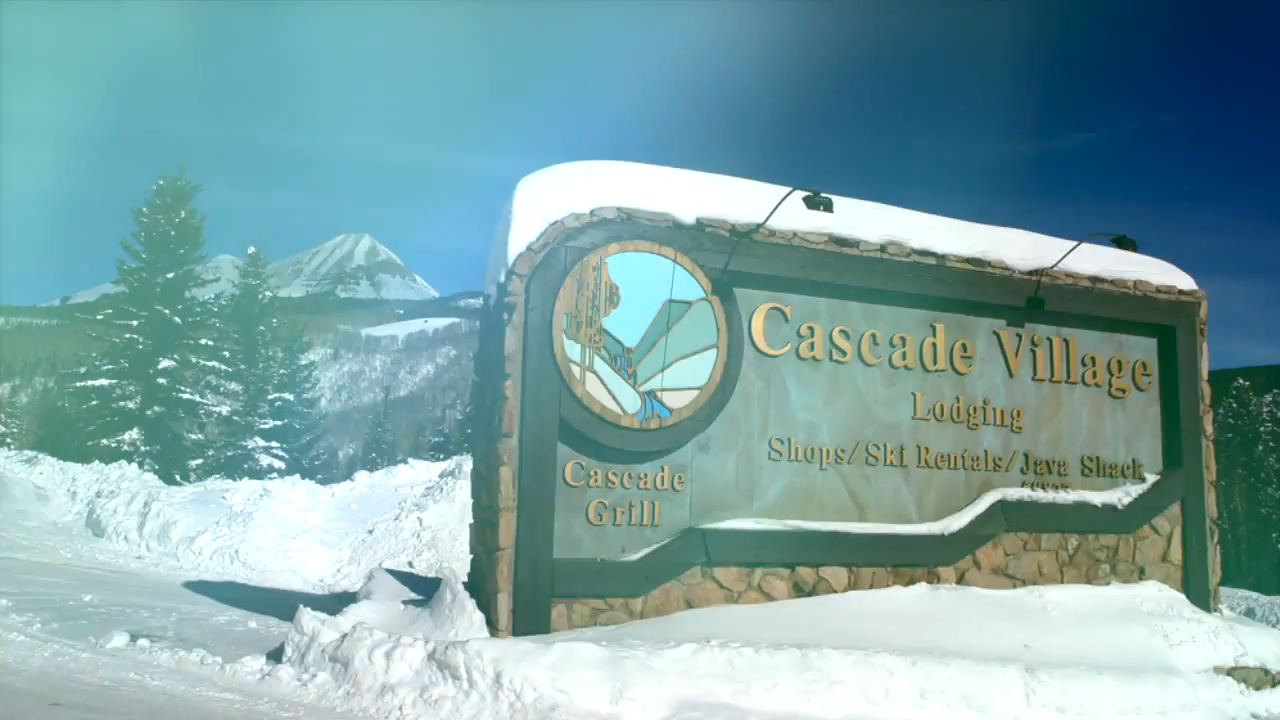 Cascade Village
Lodging
Shops/Ski Rentals/Java Shack
Cascade
Grill